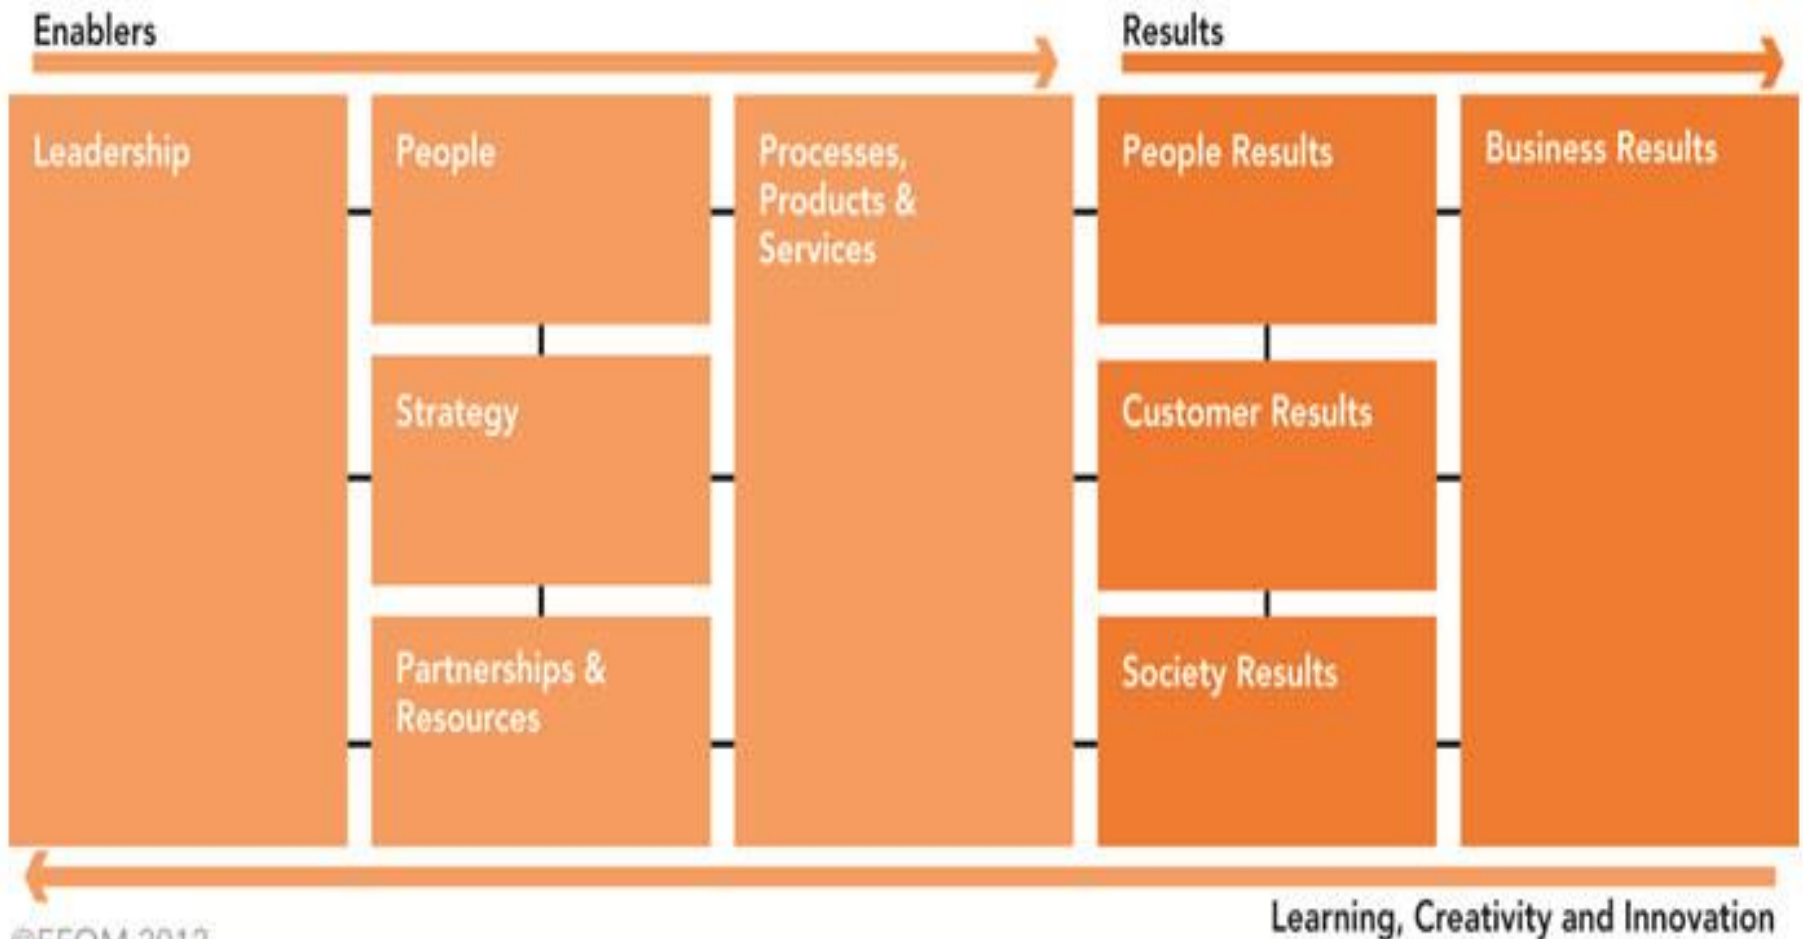 Enablers
Results
Leadership
People
Processes,
Products &
Services
Strategy
Partnerships &
Resources
People Results
Customer Results
Society Results
Business Results
Learning, Creativity and Innovation